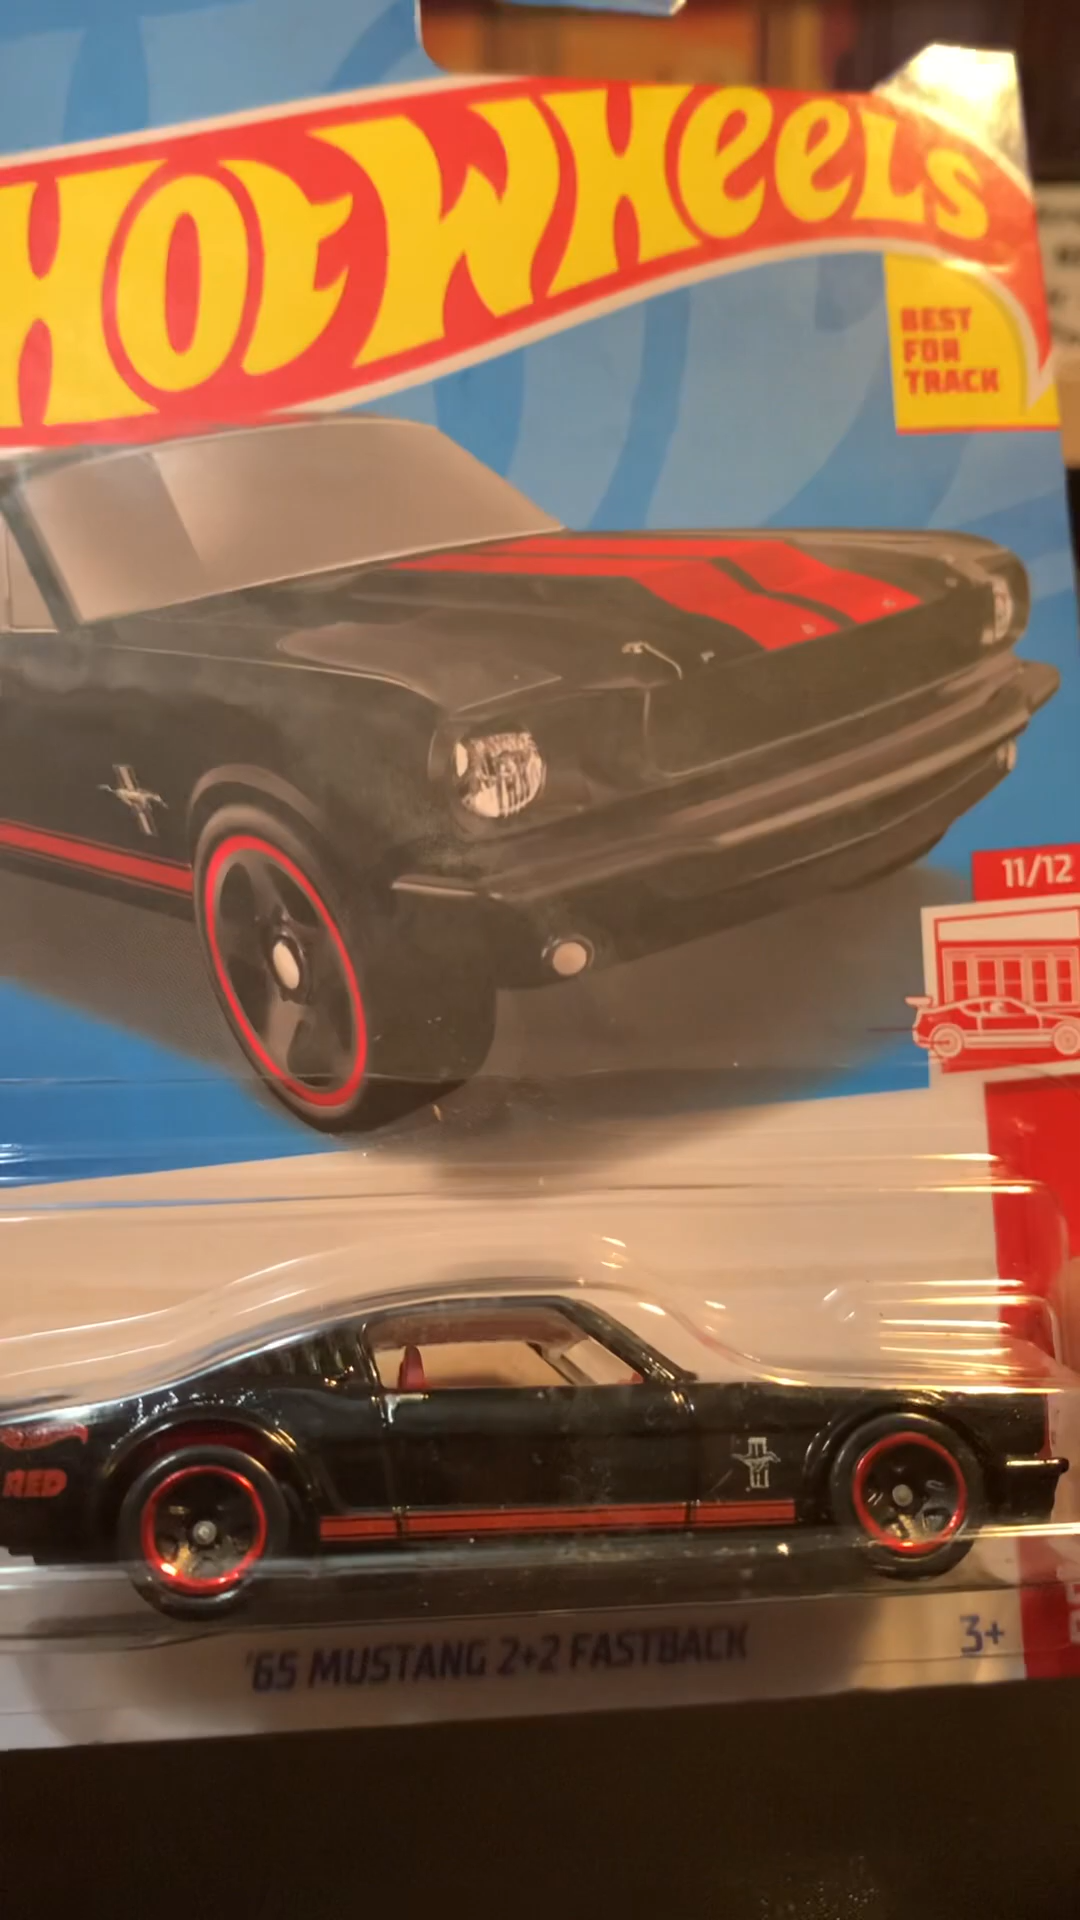 HOT WHEELS
BEST
FOR
TRACK
11/12
RED
'65 MUSTANG 2+2 FASTBACK
3+